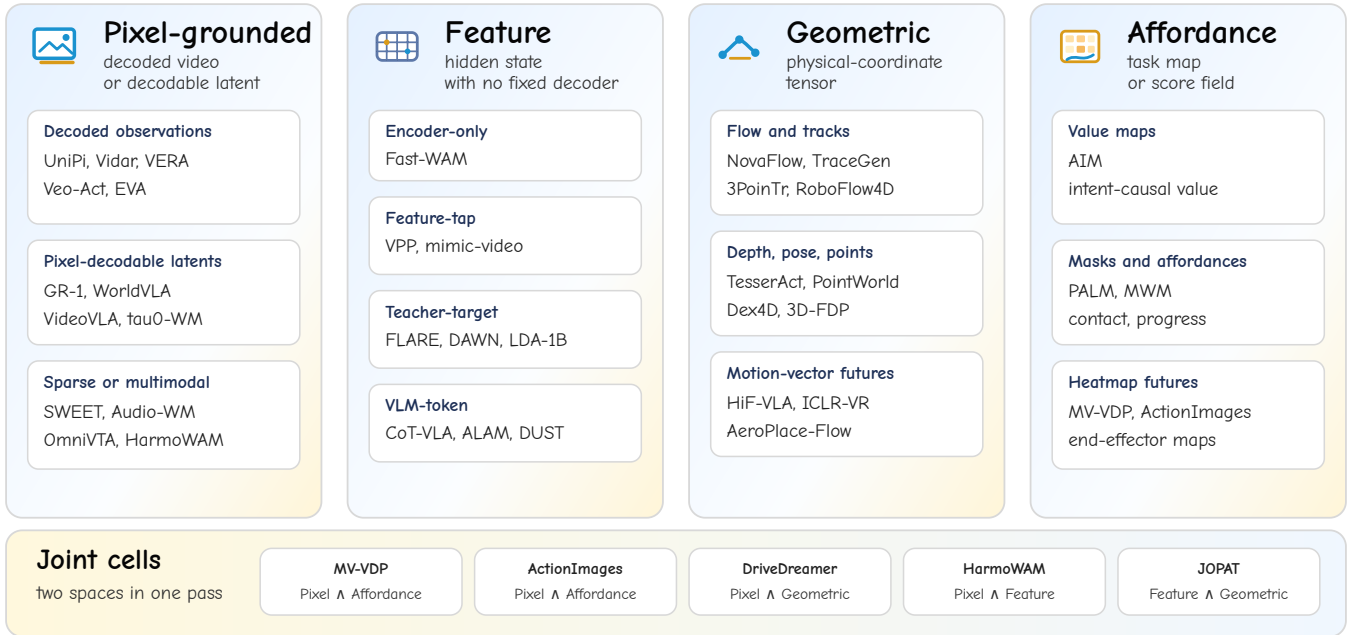 Pixel-grounded
decoded video
or decodable latent
Decoded observations
UniPi, Vidar, VERA
Veo-Act, EVA
Pixel-decodable latents
GR-1, WorldVLA
VideoVLA, tau0-WM
Sparse or multimodal
SWEET, Audio-WM
OmniVTA, HarmoWAM
Feature
hidden state
with no fixed decoder
Encoder-only
Fast-WAM
Feature-tap
VPP, mimic-video
Teacher-target
FLARE, DAWN, LDA-1B
VLM-token
CoT-VLA, ALAM, DUST
Geometric
physical-coordinate
tensor
Flow and tracks
NovaFlow, TraceGen
3PoinTr, RoboFlow4D
Depth, pose, points
TesserAct, PointWorld
Dex4D, 3D-FDP
Motion-vector futures
HiF-VLA, ICLR-VR
AeroPlace-Flow
Affordance
task map
or score field
Value maps
AIM
intent-causal value
Masks and affordances
PALM, MWM
contact, progress
Heatmap futures
MV-VDP, ActionImages
end-effector maps
Joint cells
two spaces in one pass
MV-VDP
Pixel ∧ Affordance
ActionImages
Pixel ∧ Affordance
DriveDreamer
Pixel ∧ Geometric
HarmoWAM
Pixel ∧ Feature
JOPAT
Feature ∧ Geometric